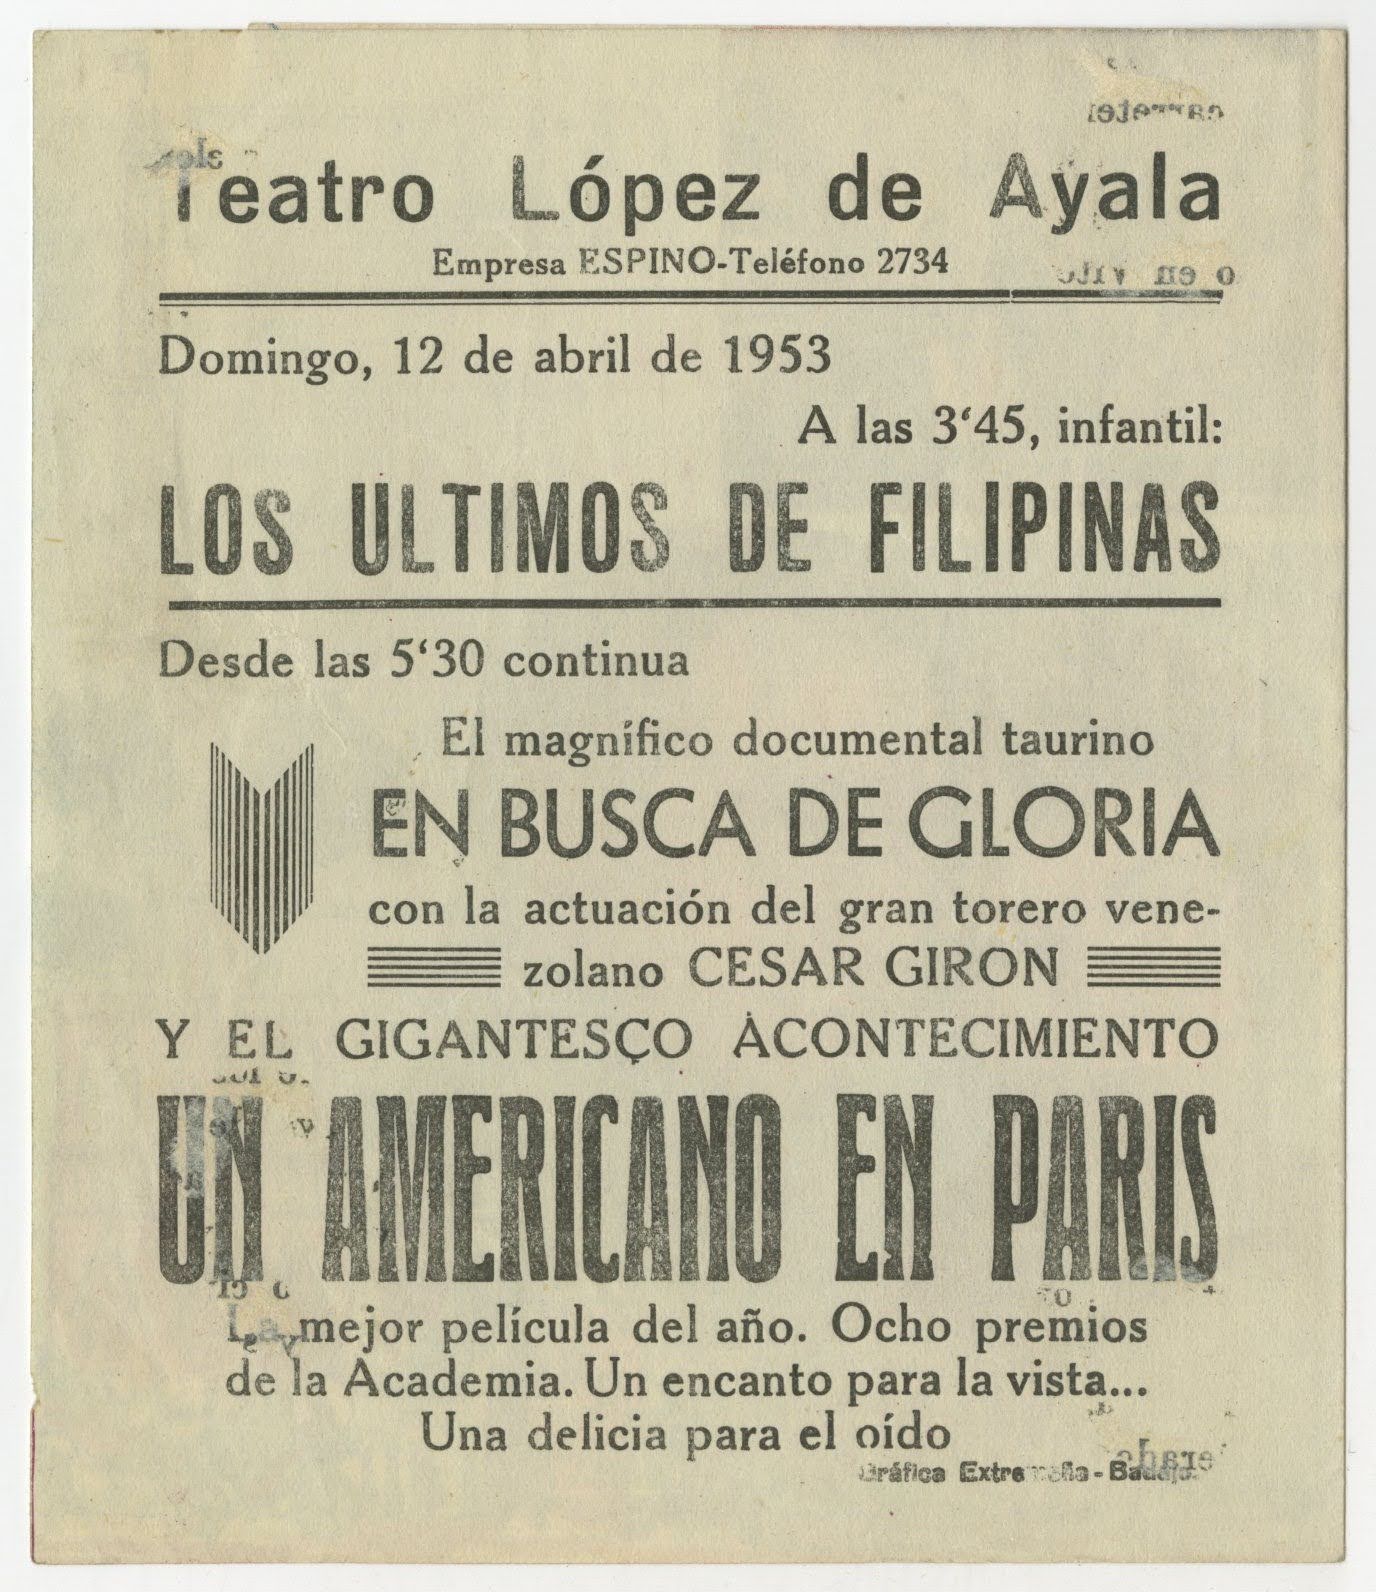 Teatro López de Ayala
Empresa ESPINO-Teléfono 2734
Domingo, 12 de abril de 1953
A las 3‘45, infantil:
LOS ULTIMOS DE FILIPINAS
Desde las 5‘30 continua
El magnífico documental taurino
EN BUSCA DE GLORIA
con la actuación del gran torero vene-
zolano CESAR GIRON
Y EL GIGANTESCO ACONTECIMIENTO
UN AMERICANO EN PARIS
La mejor película del año. Ocho premios
de la Academia. Un encanto para la vista...
Una delicia para el oído
Gráfica Extremeña - Badajoz